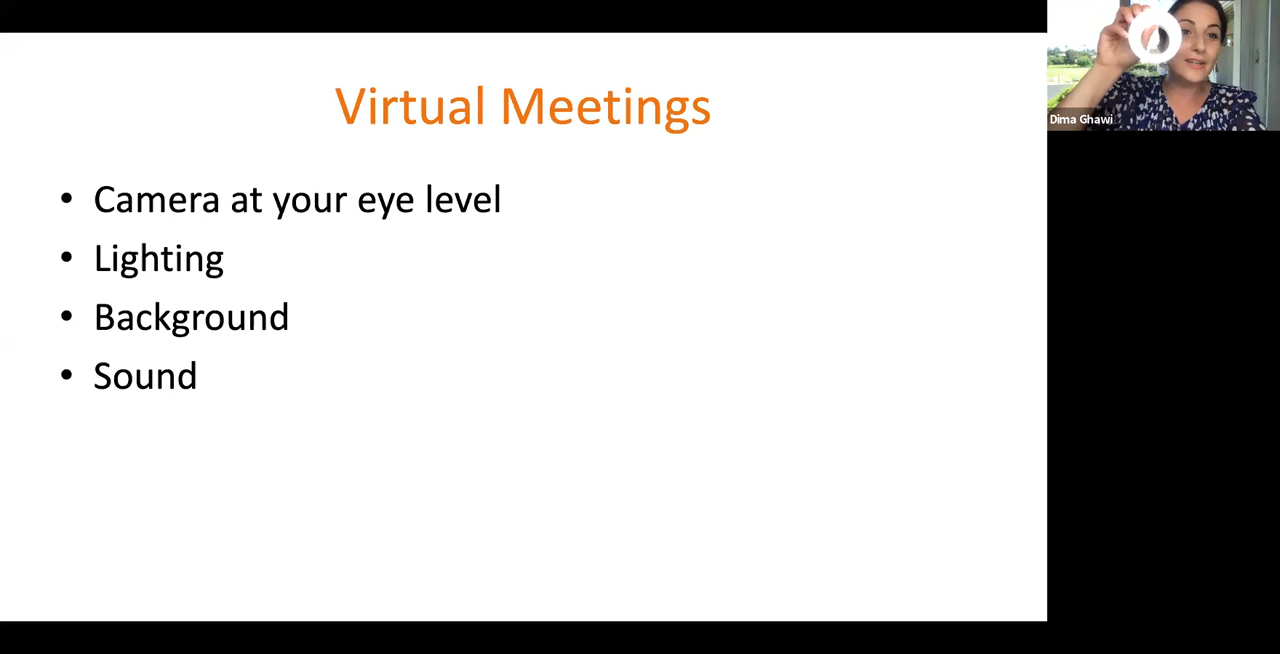 Virtual Meetings
• Camera at your eye level
• Lighting
• Background
• Sound
Dima Ghawi